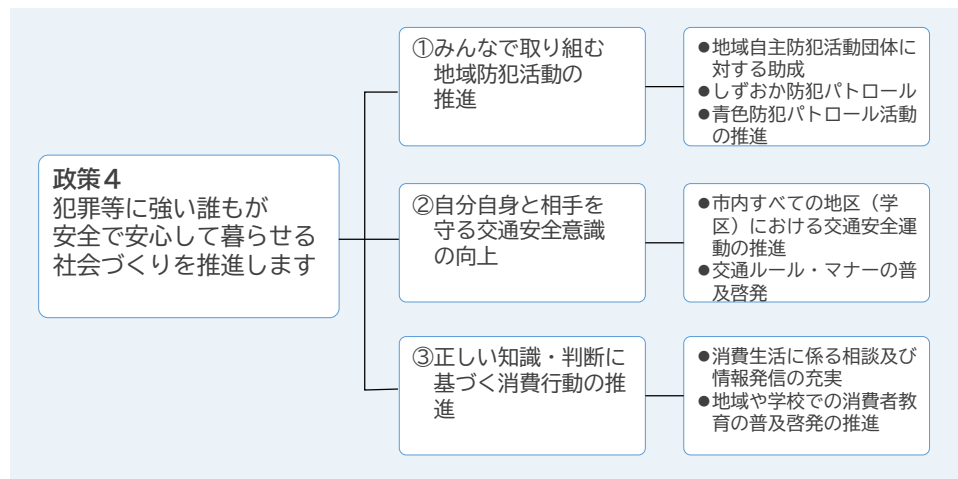 政策４
犯罪等に強い誰もが
安全で安心して暮らせる
社会づくりを推進します
①みんなで取り組む
地域防犯活動の
推進
●地域自主防犯活動団体に
対する助成
●しずおか防犯パトロール
●青色防犯パトロール活動
の推進
②自分自身と相手を
守る交通安全意識
の向上
●市内すべての地区（学
区）における交通安全運
動の推進
●交通ルール・マナーの普
及啓発
③正しい知識・判断に
基づく消費行動の推
進
●消費生活に係る相談及び
情報発信の充実
●地域や学校での消費者教
育の普及啓発の推進